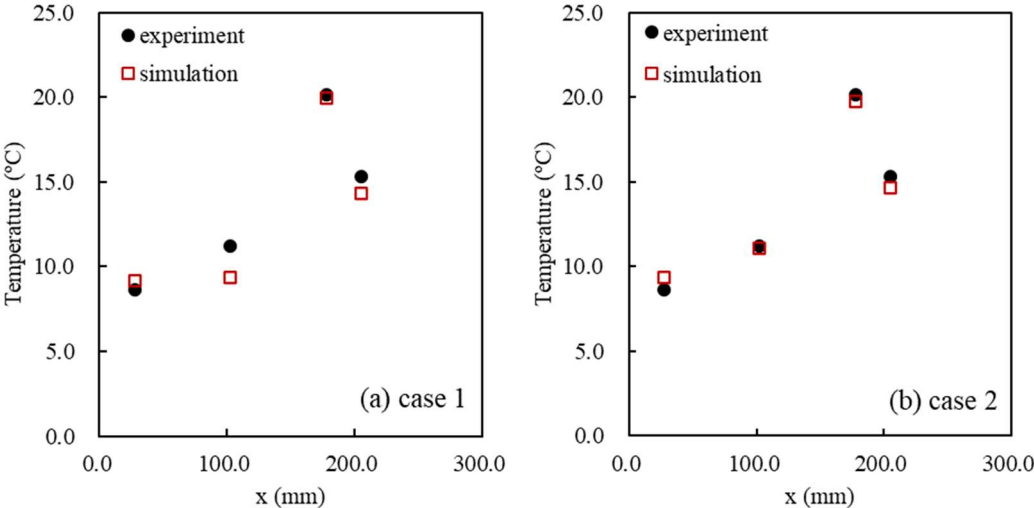 25.0
experiment
simulation
20.0
15.0
10.0
5.0
0.0
Temperature (°C)
(a) case 1
0.0 100.0 200.0 300.0
x (mm)
25.0
experiment
simulation
20.0
15.0
10.0
5.0
0.0
Temperature (°C)
(b) case 2
0.0 100.0 200.0 300.0
x (mm)